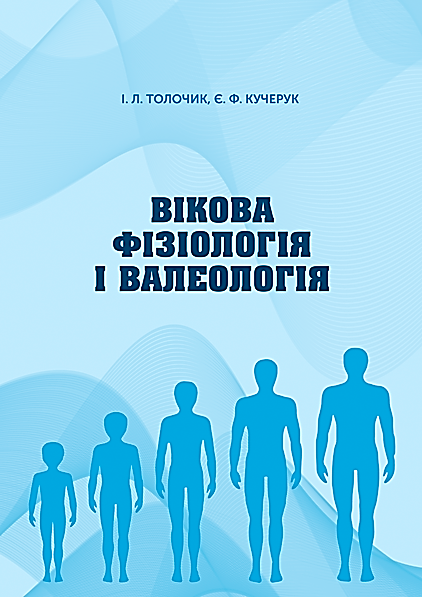 І. Л. ТОЛОЧИК, Є. Ф. КУЧЕРУК
ВІКОВА
ФІЗІОЛОГІЯ
І ВАЛЕОЛОГІЯ